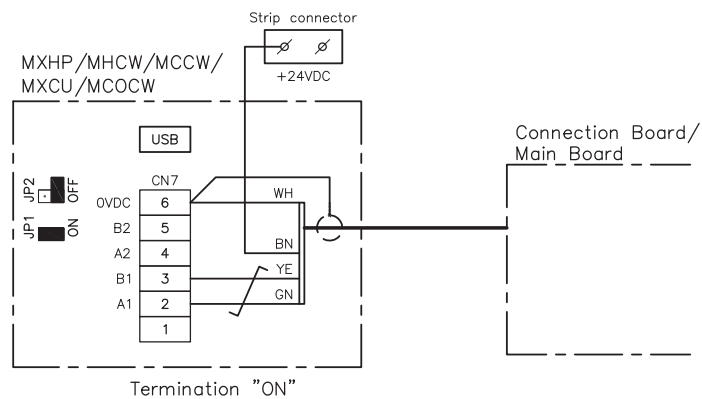 Strip connector
+24VDC
MXHP/MHCW/MCCW/
MXCU/MCOCW
USB
Connection Board/
Main Board
JP2
OFF
JP1
ON
CN7
0VDC 6 WH
B2 5
A2 4 BN
B1 3 YE
A1 2 GN
1
Termination "ON"